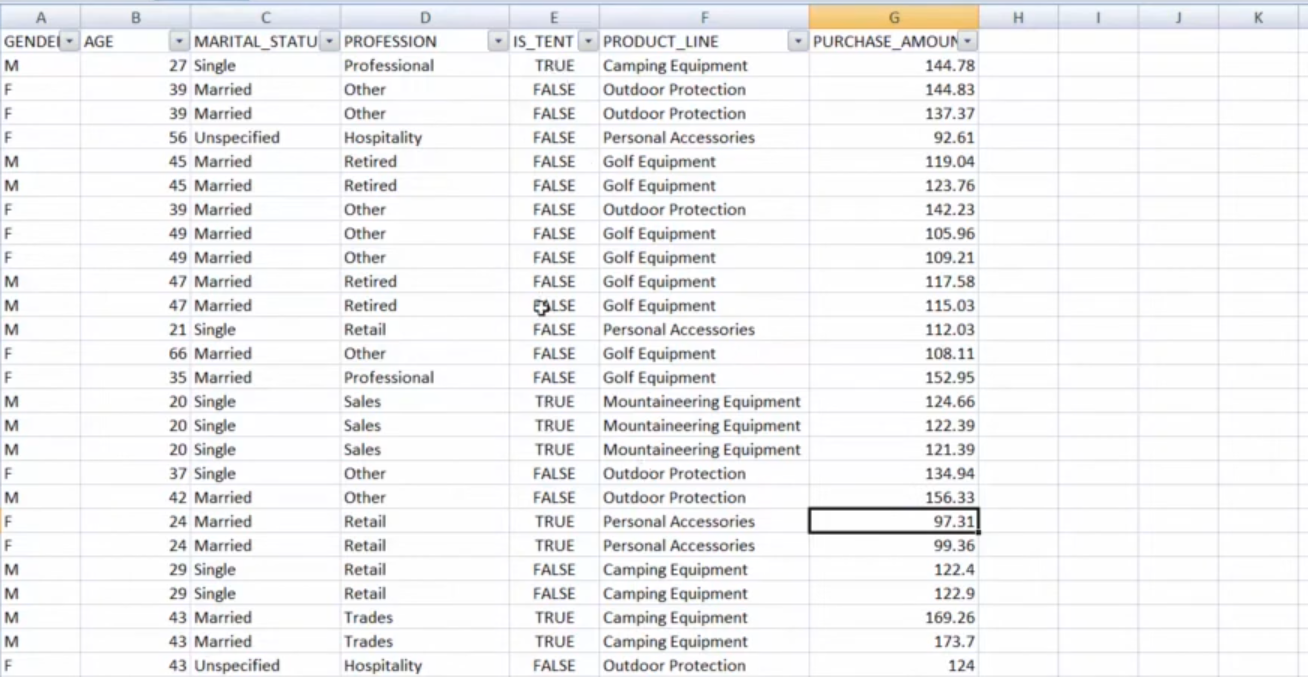 A B C D E F G H I J K
GENDE AGE MARITAL_STATU PROFESSION IS_TENT PRODUCT_LINE PURCHASE_AMOUN
M 27 Single Professional TRUE Camping Equipment 144.78
F 39 Married Other FALSE Outdoor Protection 144.83
F 39 Married Other FALSE Outdoor Protection 137.37
F 56 Unspecified Hospitality FALSE Personal Accessories 92.61
M 45 Married Retired FALSE Golf Equipment 119.04
M 45 Married Retired FALSE Golf Equipment 123.76
F 39 Married Other FALSE Outdoor Protection 142.23
F 49 Married Other FALSE Golf Equipment 105.96
F 49 Married Other FALSE Golf Equipment 109.21
M 47 Married Retired FALSE Golf Equipment 117.58
M 47 Married Retired FALSE Golf Equipment 115.03
M 21 Single Retail FALSE Personal Accessories 112.03
F 66 Married Other FALSE Golf Equipment 108.11
F 35 Married Professional FALSE Golf Equipment 152.95
M 20 Single Sales TRUE Mountaineering Equipment 124.66
M 20 Single Sales TRUE Mountaineering Equipment 122.39
M 20 Single Sales TRUE Mountaineering Equipment 121.39
F 37 Single Other FALSE Outdoor Protection 134.94
M 42 Married Other FALSE Outdoor Protection 156.33
F 24 Married Retail TRUE Personal Accessories 97.31
F 24 Married Retail TRUE Personal Accessories 99.36
M 29 Single Retail FALSE Camping Equipment 122.4
M 29 Single Retail FALSE Camping Equipment 122.9
M 43 Married Trades TRUE Camping Equipment 169.26
M 43 Married Trades TRUE Camping Equipment 173.7
F 43 Unspecified Hospitality FALSE Outdoor Protection 124